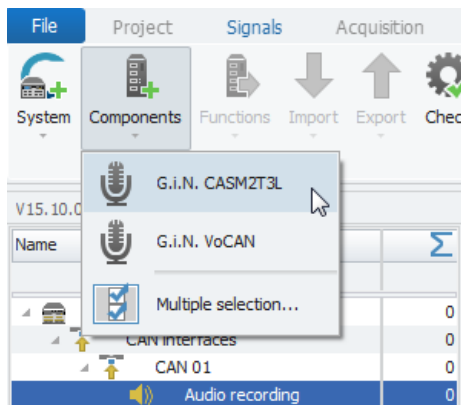 File Project Signals Acquisition
System Components Functions Import Export Chec
G.i.N. CASM2T3L
V15.10.0
G.i.N. VoCAN
Name Σ
Multiple selection...
0
CAN interfaces 0
CAN 01 0
Audio recording 0